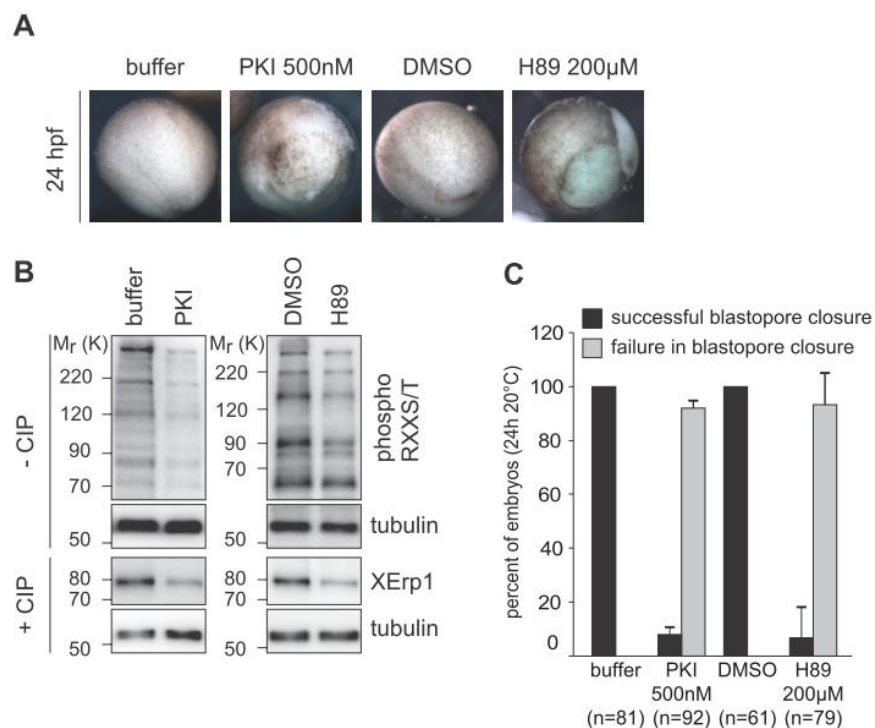 A
buffer PKI 500nM DMSO H89 200µM
24 hpf
B
buffer PKI DMSO H89
Mr (K) Mr (K)
220 220
120 120
90 90
70 70
- CIP
phospho
RXXS/T
50 50
tubulin
80 80
70 70
+ CIP
XErp1
50 50
tubulin
C
successful blastopore closure
failure in blastopore closure
percent of embryos (24h 20°C)
120
100
80
60
40
20
0
buffer PKI DMSO H89
500nM 200µM
(n=81) (n=92) (n=61) (n=79)